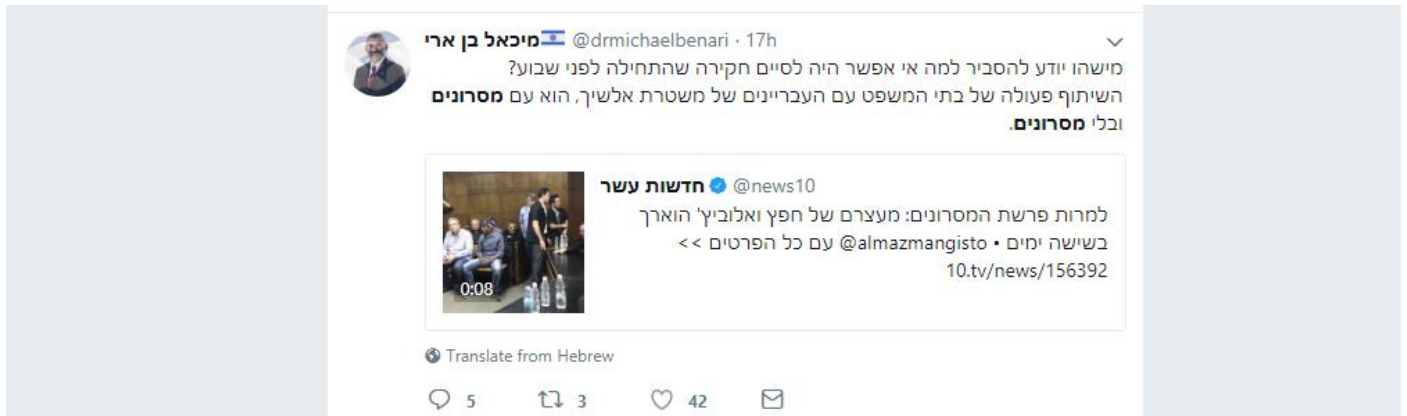 מיכאל בן ארי @drmichaelbenari · 17h
מישהו יודע להסביר למה אי אפשר היה לסיים חקירה שהתחילה לפני שבוע?
השיתוף פעולה של בתי המשפט עם העבריינים של משטרת אלשיך, הוא עם מסרונים
ובלי מסרונים.
חדשות עשר @news10
למרות פרשת המסרונים: מעצרם של חפץ ואלוביץ' הוארך
בשישה ימים • @almazmangisto עם כל הפרטים >>
10.tv/news/156392
0:08
Translate from Hebrew
5 3 42